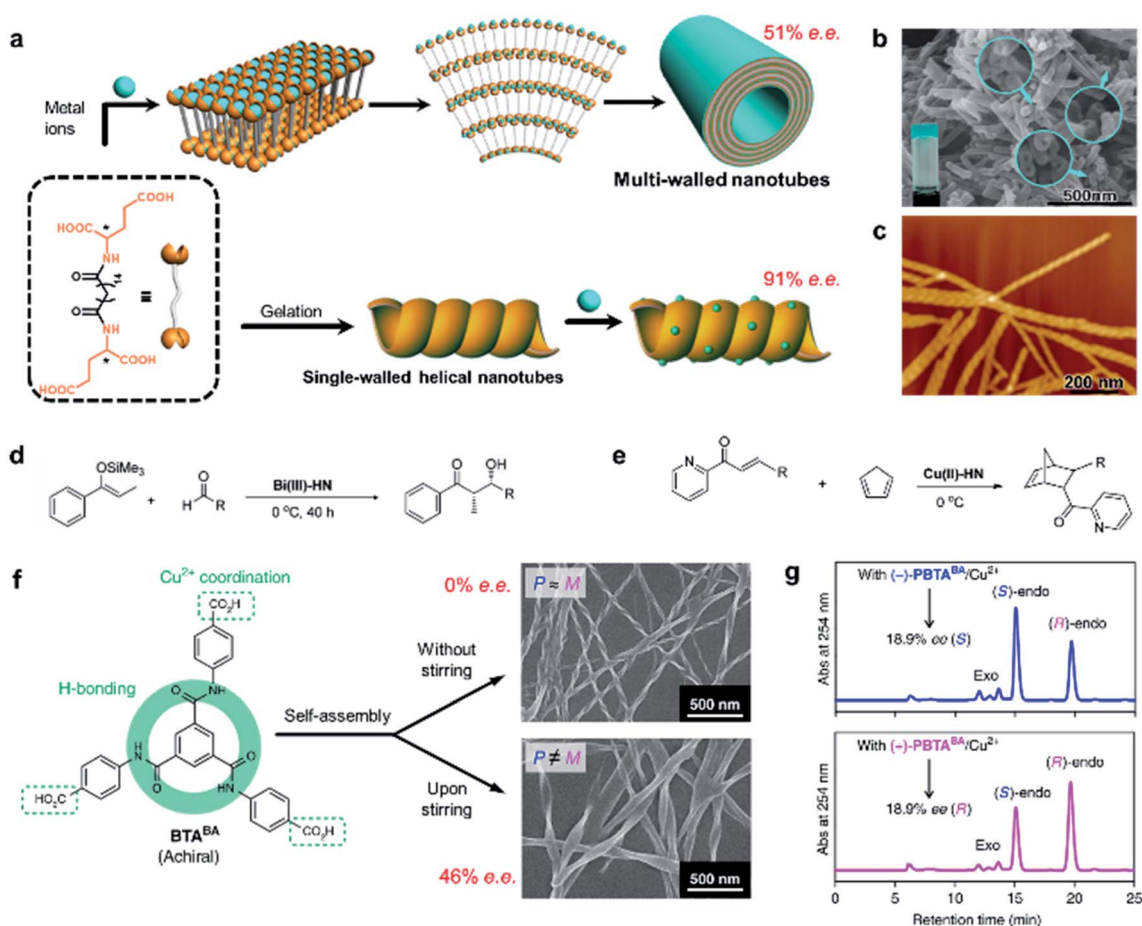 a
Metal
ions
51% e.e.
Multi-walled nanotubes
COOH
HOOC
*
NH
O
14
O
NH
*
COOH
HOOC
≡
Gelation
Single-walled helical nanotubes
91% e.e.
b
500nm
c
200 nm
d
OSiMe3
+
O
H
R
Bi(III)-HN
0 °C, 40 h
O
OH
R
e
N
O
R
+
Cu(II)-HN
0 °C
R
O
N
f
Cu2+ coordination
CO2H
H-bonding
O
NH
O
NH
O
HN
HO2C
CO2H
BTABA
(Achiral)
Self-assembly
Without
stirring
Upon
stirring
0% e.e.
P ≈ M
500 nm
P ≠ M
46% e.e.
500 nm
g
With (−)-PBTABA/Cu2+
18.9% ee (S)
(S)-endo
(R)-endo
Exo
Abs at 254 nm
With (+)-PBTABA/Cu2+
18.9% ee (R)
(R)-endo
(S)-endo
Exo
Abs at 254 nm
0 5 10 15 20 25
Retention time (min)